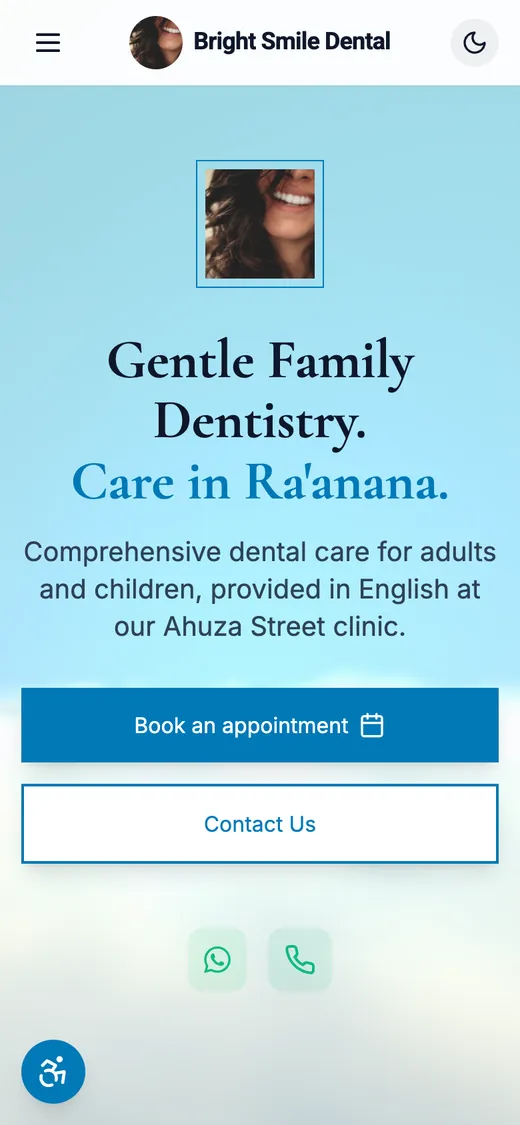 Bright Smile Dental
Gentle Family
Dentistry.
Care in Ra'anana.
Comprehensive dental care for adults
and children, provided in English at
our Ahuza Street clinic.
Book an appointment
Contact Us